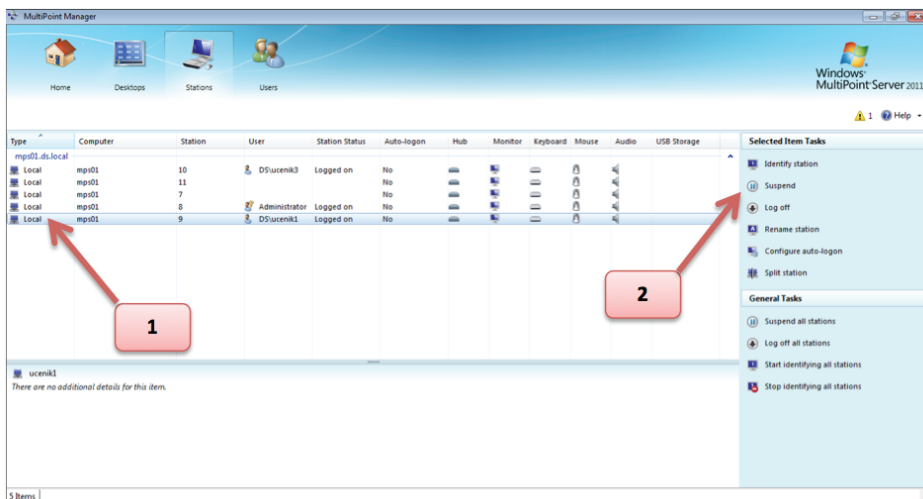 MultiPoint Manager
Home Desktops Stations Users
Windows
MultiPoint Server 2011
1 Help
Type Computer Station User Station Status Auto-logon Hub Monitor Keyboard Mouse Audio USB Storage
mps01.ds.local
Local mps01 10 DS\ucenik3 Logged on No
Local mps01 11 No
Local mps01 7 No
Local mps01 8 Administrator Logged on No
Local mps01 9 DS\ucenik1 Logged on No
Selected Item Tasks
Identify station
Suspend
Log off
Rename station
Configure auto-logon
Split station
General Tasks
Suspend all stations
Log off all stations
Start identifying all stations
Stop identifying all stations
1
2
ucenik1
There are no additional details for this item.
5 Items